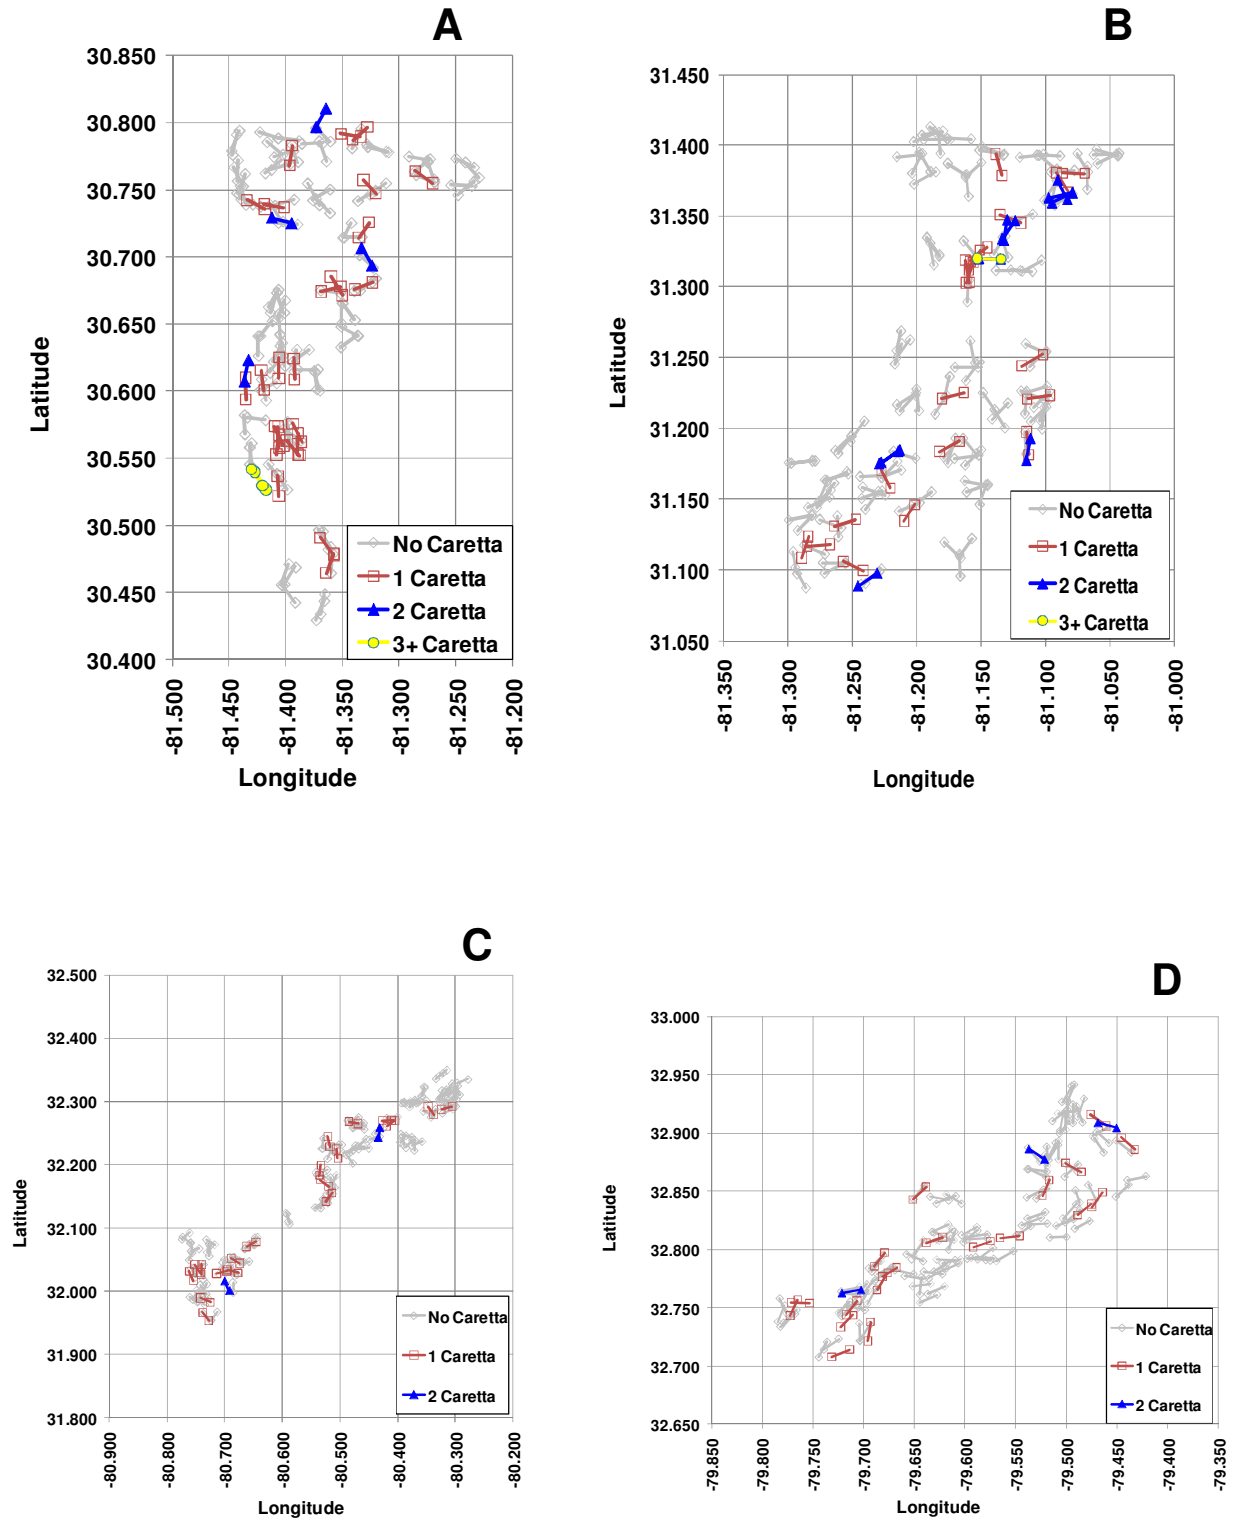 A
30.850
30.800
30.750
30.700
30.650
30.600
30.550
30.500
30.450
30.400
Latitude
No Caretta
1 Caretta
2 Caretta
3+ Caretta
-81.500
-81.450
-81.400
-81.350
-81.300
-81.250
-81.200
Longitude
B
31.450
31.400
31.350
31.300
31.250
31.200
31.150
31.100
31.050
Latitude
No Caretta
1 Caretta
2 Caretta
3+ Caretta
-81.350
-81.300
-81.250
-81.200
-81.150
-81.100
-81.050
-81.000
Longitude
C
32.500
32.400
32.300
32.200
32.100
32.000
31.900
31.800
Latitude
No Caretta
1 Caretta
2 Caretta
-80.900
-80.800
-80.700
-80.600
-80.500
-80.400
-80.300
-80.200
Longitude
D
33.000
32.950
32.900
32.850
32.800
32.750
32.700
32.650
Latitude
No Caretta
1 Caretta
2 Caretta
-79.850
-79.800
-79.750
-79.700
-79.650
-79.600
-79.550
-79.500
-79.450
-79.400
-79.350
Longitude